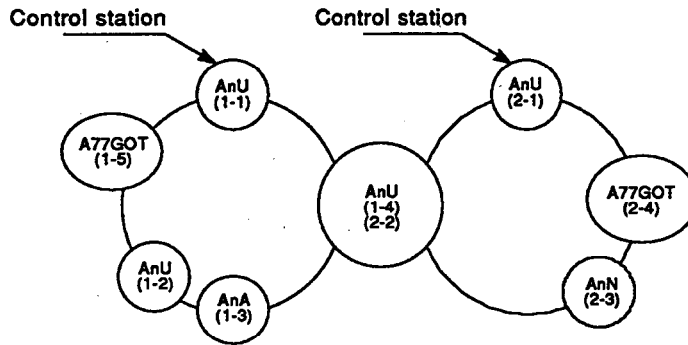 Control station
Control station
AnU
(1-1)
AnU
(2-1)
A77GOT
(1-5)
AnU
(1-4)
(2-2)
A77GOT
(2-4)
AnU
(1-2)
AnA
(1-3)
AnN
(2-3)